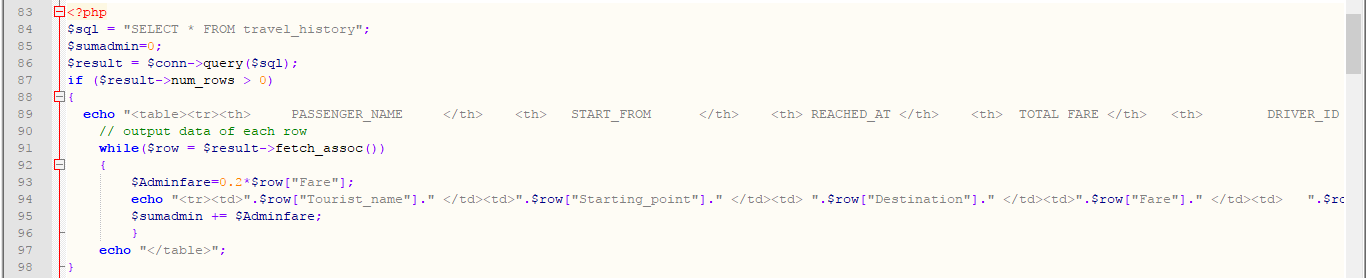 83 <?php
84 $sql = "SELECT * FROM travel_history";
85 $sumadmin=0;
86 $result = $conn->query($sql);
87 if ($result->num_rows > 0)
88 {
89 echo "<table><tr><th> PASSENGER_NAME </th> <th> START_FROM </th> <th> REACHED_AT </th> <th> TOTAL FARE </th> <th> DRIVER_ID
90 // output data of each row
91 while($row = $result->fetch_assoc())
92 {
93 $Adminfare=0.2*$row["Fare"];
94 echo "<tr><td>".$row["Tourist_name"]." </td><td>".$row["Starting_point"]." </td><td> ".$row["Destination"]." </td><td>".$row["Fare"]." </td><td> ".$ro
95 $sumadmin += $Adminfare;
96 }
97 echo "</table>";
98 }